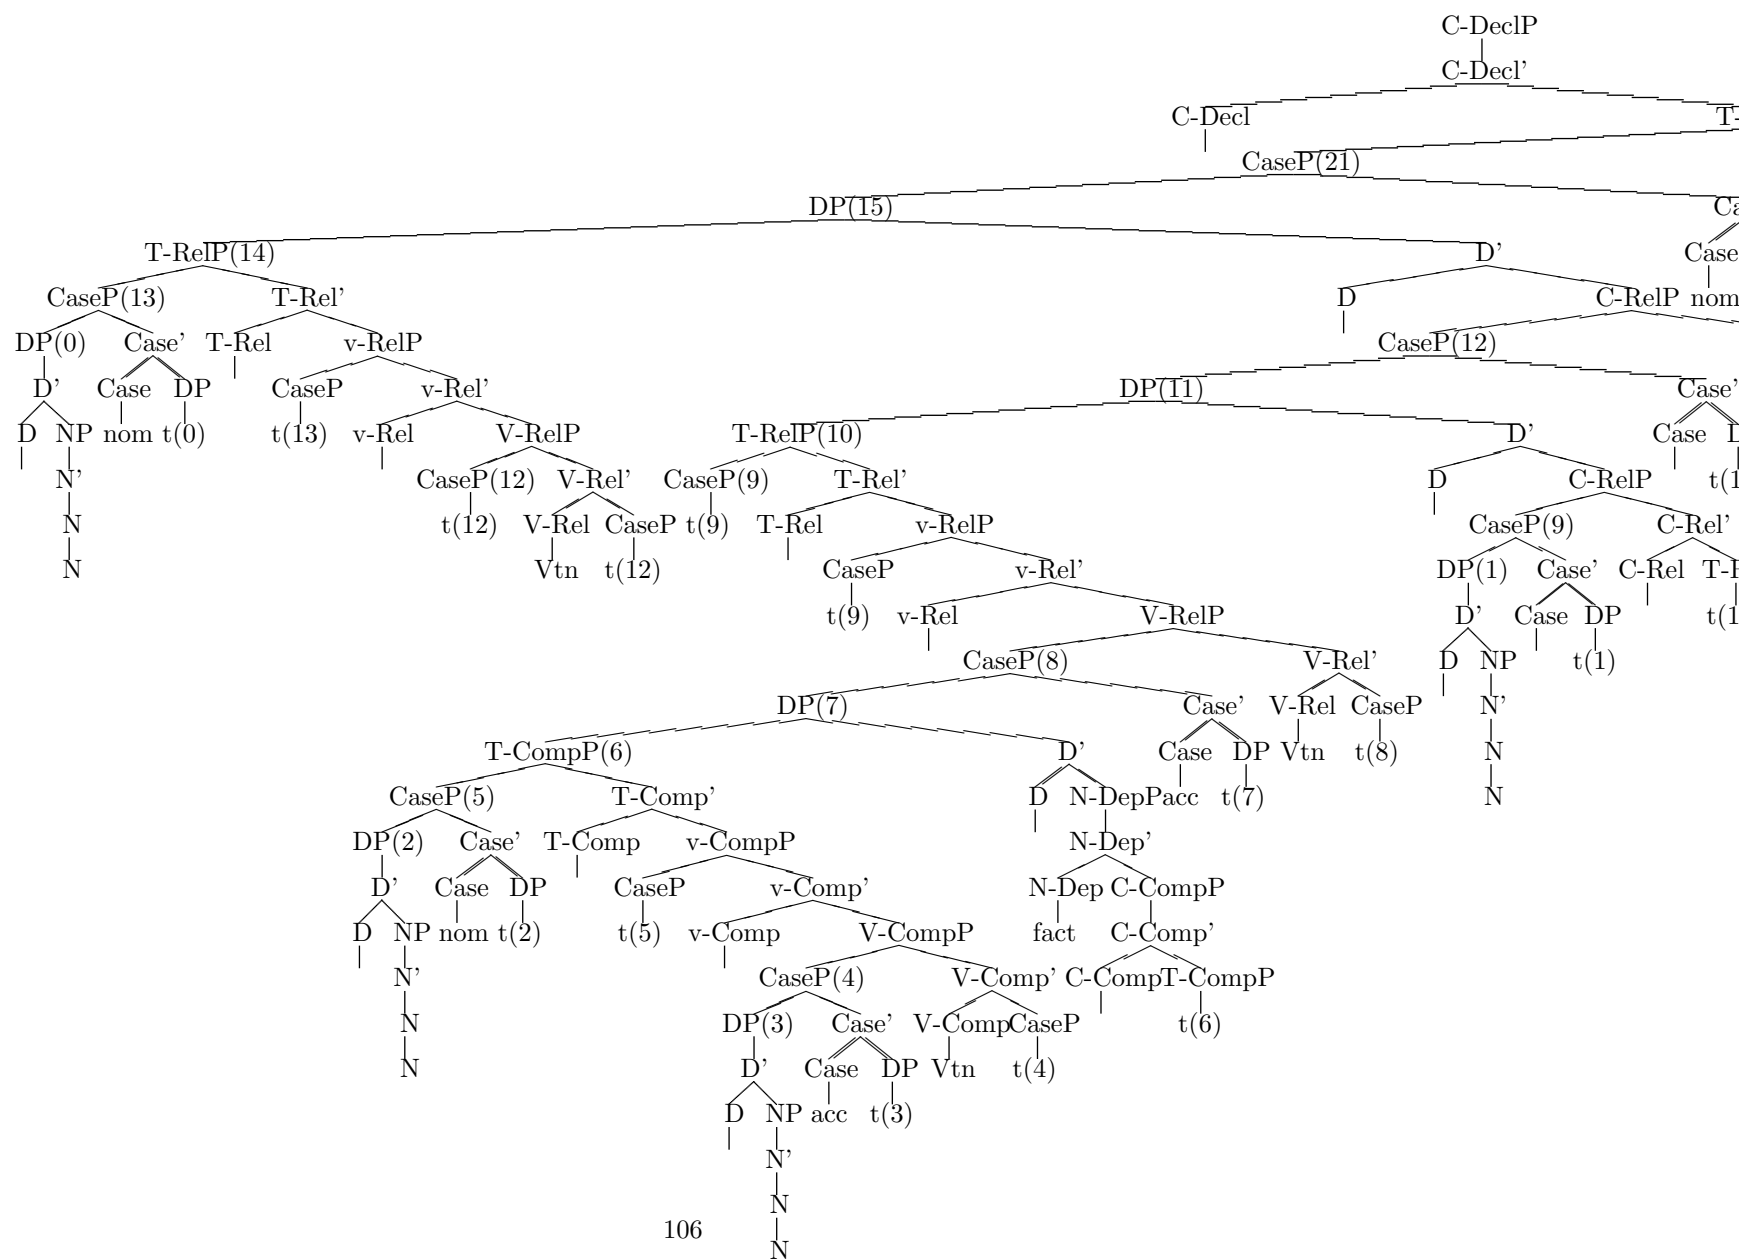 C-DeclP
C-Decl'
C-Decl T-
CaseP(21)
DP(15) Ca
T-RelP(14) D' Case
CaseP(13) T-Rel' D C-RelP nom
DP(0) Case' T-Rel v-RelP CaseP(12)
D' Case DP CaseP v-Rel' DP(11) Case'
D NP nom t(0) t(13) v-Rel V-RelP T-RelP(10) D' Case D
N' CaseP(12) V-Rel' CaseP(9) T-Rel' D C-RelP t(1
N t(12) V-Rel CaseP t(9) T-Rel v-RelP CaseP(9) C-Rel'
N Vtn t(12) CaseP v-Rel' DP(1) Case' C-Rel T-R
t(9) v-Rel V-RelP D' Case DP t(1
CaseP(8) V-Rel' D NP t(1)
DP(7) Case' V-Rel CaseP N'
T-CompP(6) D' Case DP Vtn t(8) N
CaseP(5) T-Comp' D N-DepP acc t(7) N
DP(2) Case' T-Comp v-CompP N-Dep'
D' Case DP CaseP v-Comp' N-Dep C-CompP
D NP nom t(2) t(5) v-Comp V-CompP fact C-Comp'
N' CaseP(4) V-Comp' C-Comp T-CompP
N DP(3) Case' V-Comp CaseP t(6)
N D' Case DP Vtn t(4)
D NP acc t(3)
N'
N
106
N